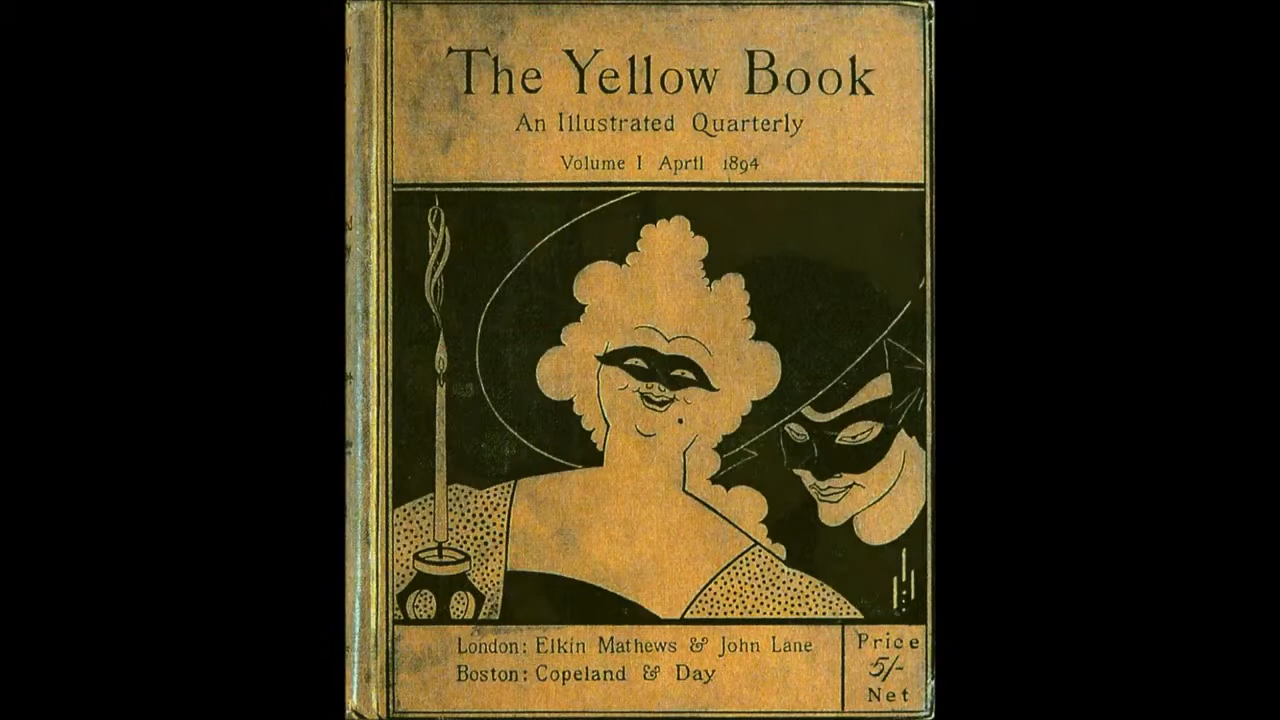 The Yellow Book
An Illustrated Quarterly
Volume I April 1894
London: Elkin Mathews & John Lane
Boston: Copeland & Day
Price
5/-
Net